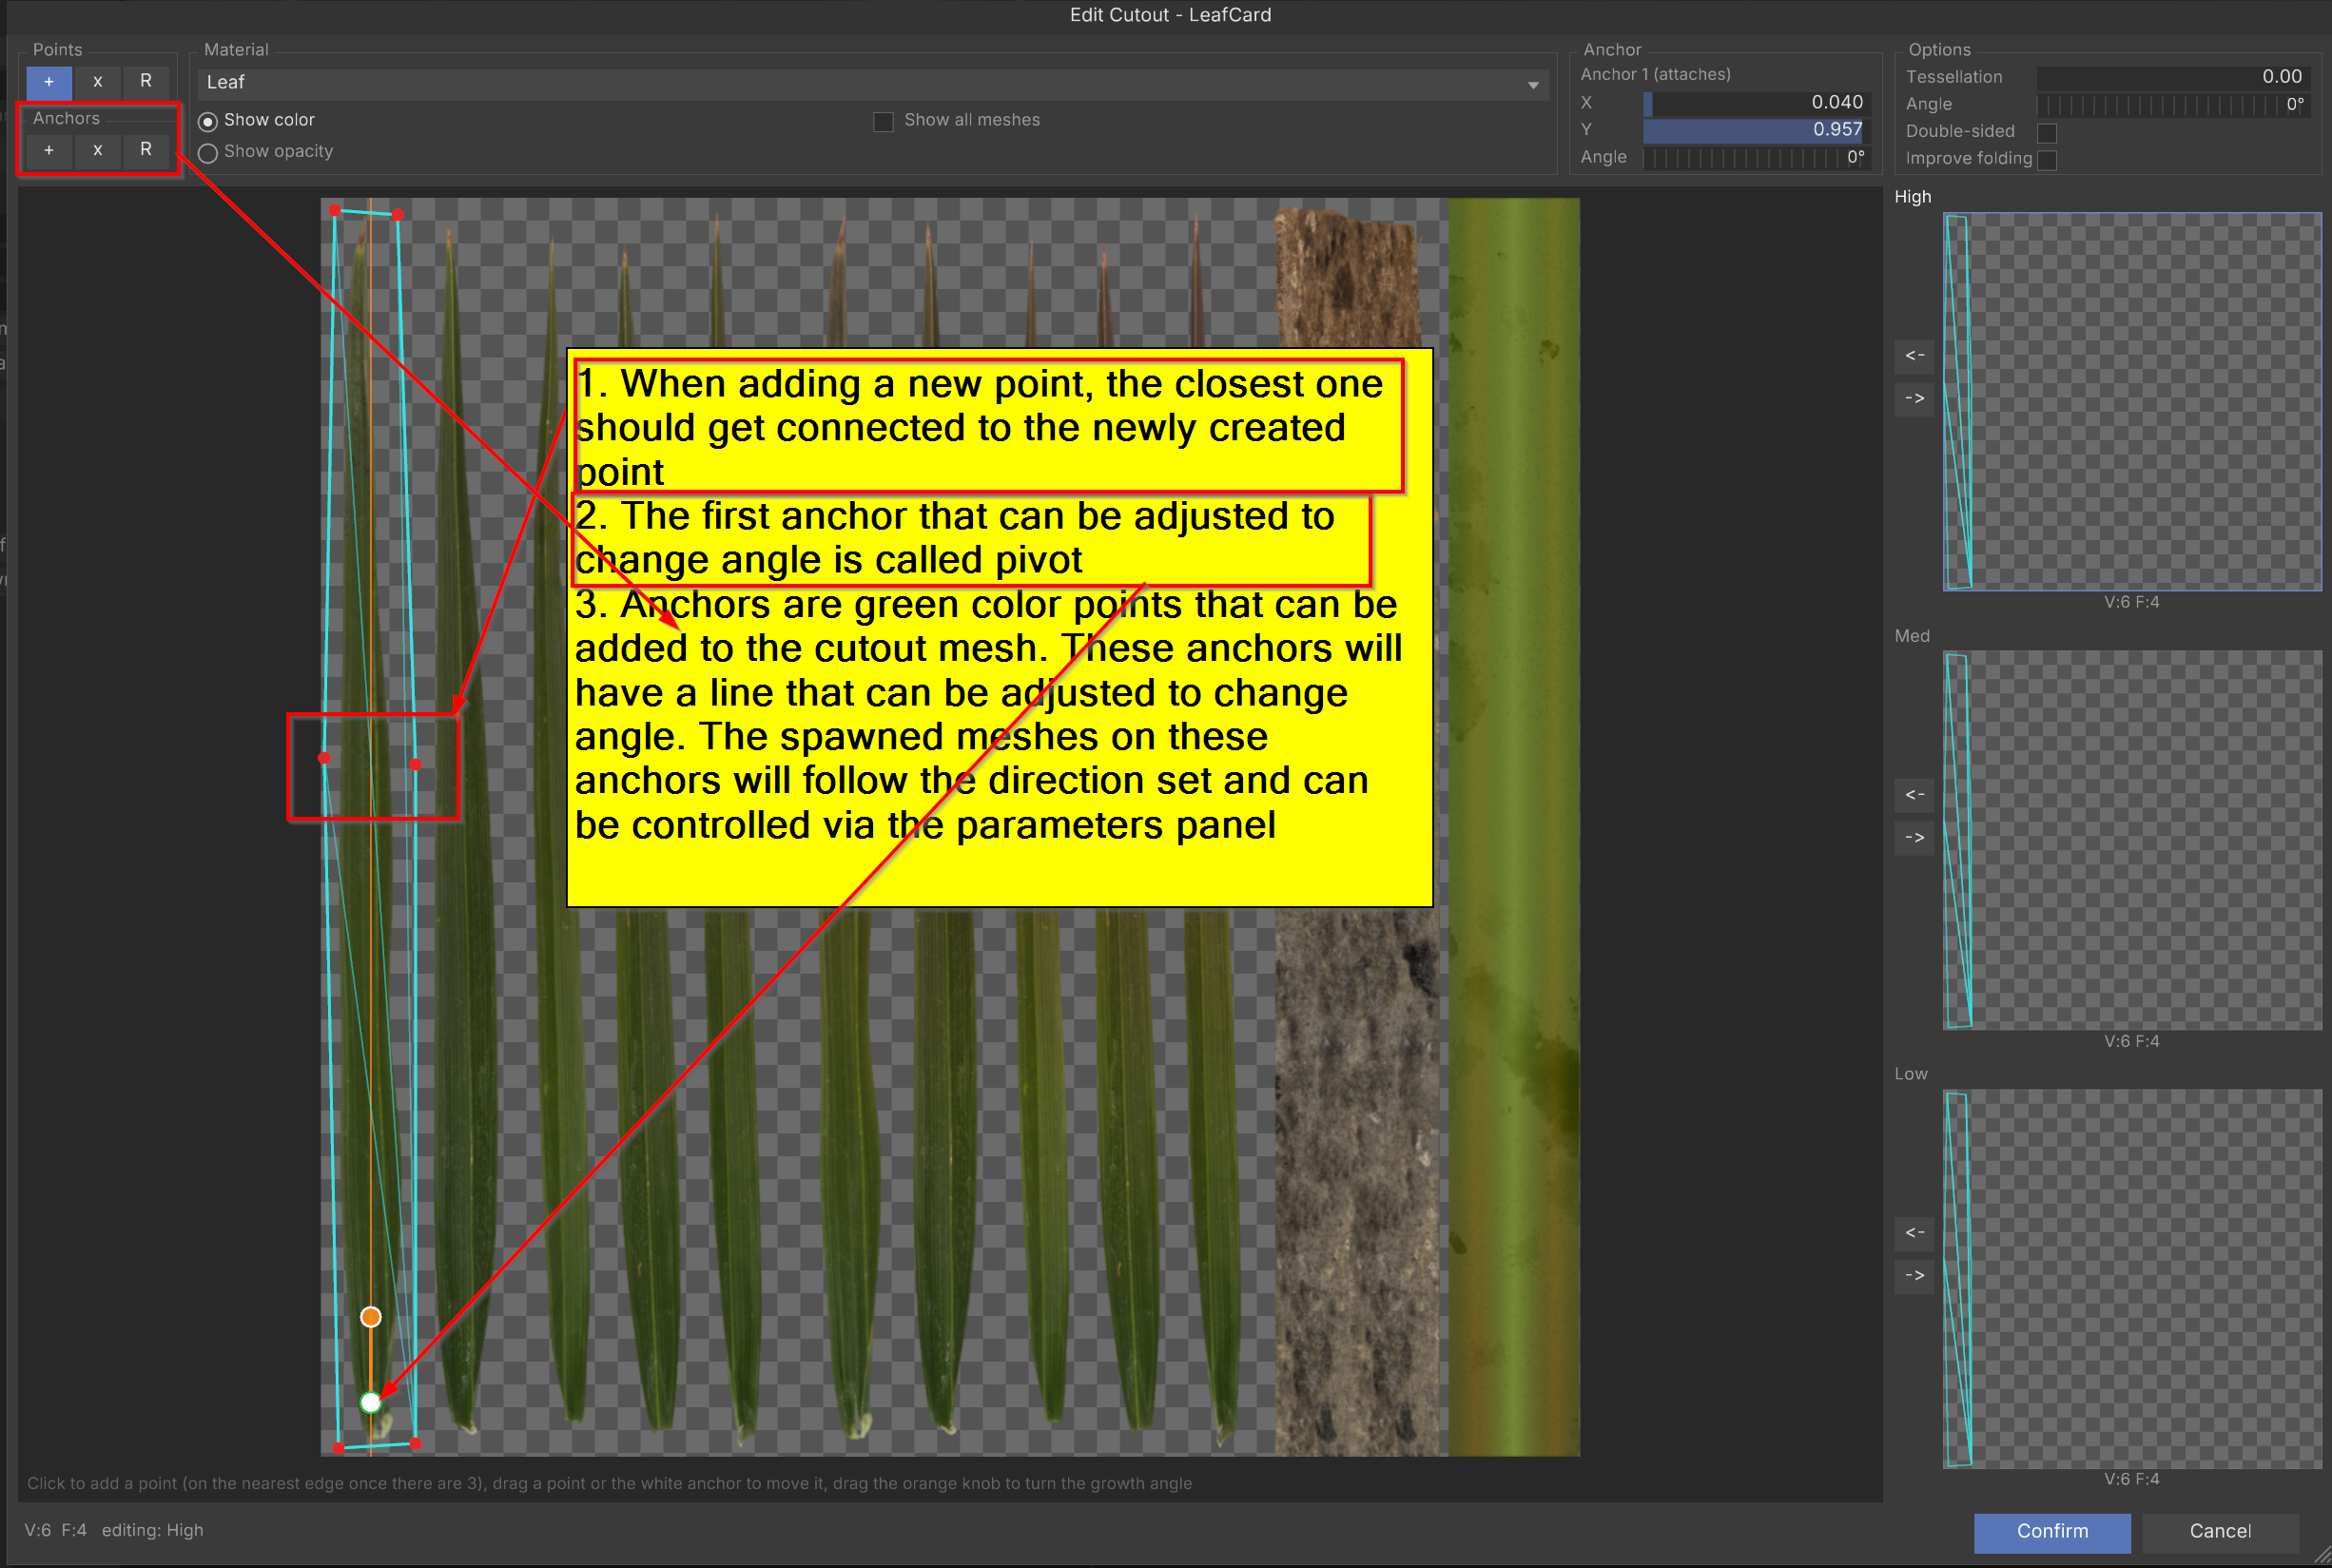 Edit Cutout - LeafCard
Points
+ x R
Anchors
+ x R
Material
Leaf
Show color
Show opacity
Show all meshes
Anchor
Anchor 1 (attaches)
X 0.040
Y 0.957
Angle 0°
Options
Tessellation 0.00
Angle 0°
Double-sided
Improve folding
1. When adding a new point, the closest one
should get connected to the newly created
point
2. The first anchor that can be adjusted to
change angle is called pivot
3. Anchors are green color points that can be
added to the cutout mesh. These anchors will
have a line that can be adjusted to change
angle. The spawned meshes on these
anchors will follow the direction set and can
be controlled via the parameters panel
High
<-
->
V:6 F:4
Med
<-
->
V:6 F:4
Low
<-
->
V:6 F:4
Click to add a point (on the nearest edge once there are 3), drag a point or the white anchor to move it, drag the orange knob to turn the growth angle
V:6 F:4 editing: High
Confirm
Cancel